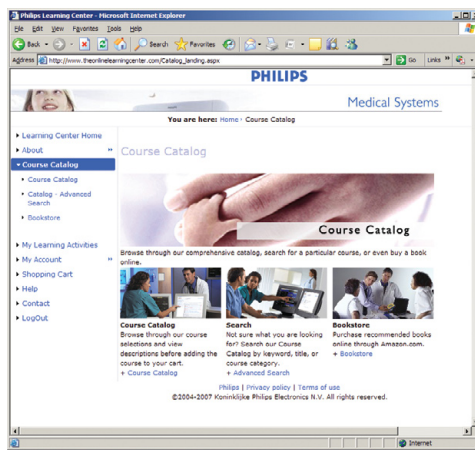 Philips Learning Center - Microsoft Internet Explorer
File Edit View Favorites Tools Help
Back Search Favorites
Address http://www.theonlinelearningcenter.com/Catalog_landing.aspx Go Links »
PHILIPS
Medical Systems
You are here: Home › Course Catalog
Learning Center Home
About »
Course Catalog
Course Catalog
Catalog - Advanced
Search
Bookstore
My Learning Activities
My Account »
Shopping Cart
Help
Contact
LogOut
Course Catalog
Course Catalog
Browse through our comprehensive catalog, search for a particular course, or even buy a book
online.
Course Catalog
Browse through our course
selections and view
descriptions before adding the
course to your cart.
+ Course Catalog
Search
Not sure what you are looking
for? Search our Course
Catalog by keyword, title, or
course category.
+ Advanced Search
Bookstore
Purchase recommended books
online through Amazon.com.
+ Bookstore
Philips | Privacy policy | Terms of use
©2004-2007 Koninklijke Philips Electronics N.V. All rights reserved.
Internet